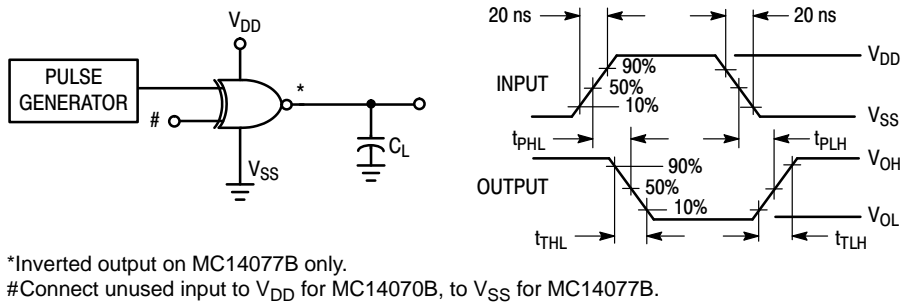 V_DD
PULSE
GENERATOR
*
#
C_L
V_SS
20 ns
20 ns
INPUT
90%
50%
10%
V_DD
V_SS
t_PHL
t_PLH
OUTPUT
90%
50%
10%
V_OH
V_OL
t_THL
t_TLH
*Inverted output on MC14077B only.
#Connect unused input to V_DD for MC14070B, to V_SS for MC14077B.